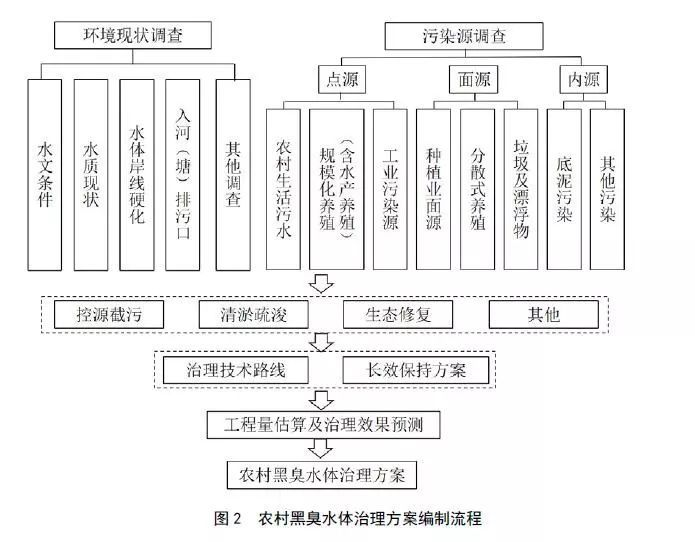 环境现状调查
污染源调查
点源
面源
内源
水文条件
水质现状
水体岸线硬化
入河（塘）排污口
其他调查
农村生活污水
规模化养殖
（含水产养殖）
工业污染源
种植业面源
分散式养殖
垃圾及漂浮物
底泥污染
其他污染
控源截污
清淤疏浚
生态修复
其他
治理技术路线
长效保持方案
工程量估算及治理效果预测
农村黑臭水体治理方案
图 2 农村黑臭水体治理方案编制流程